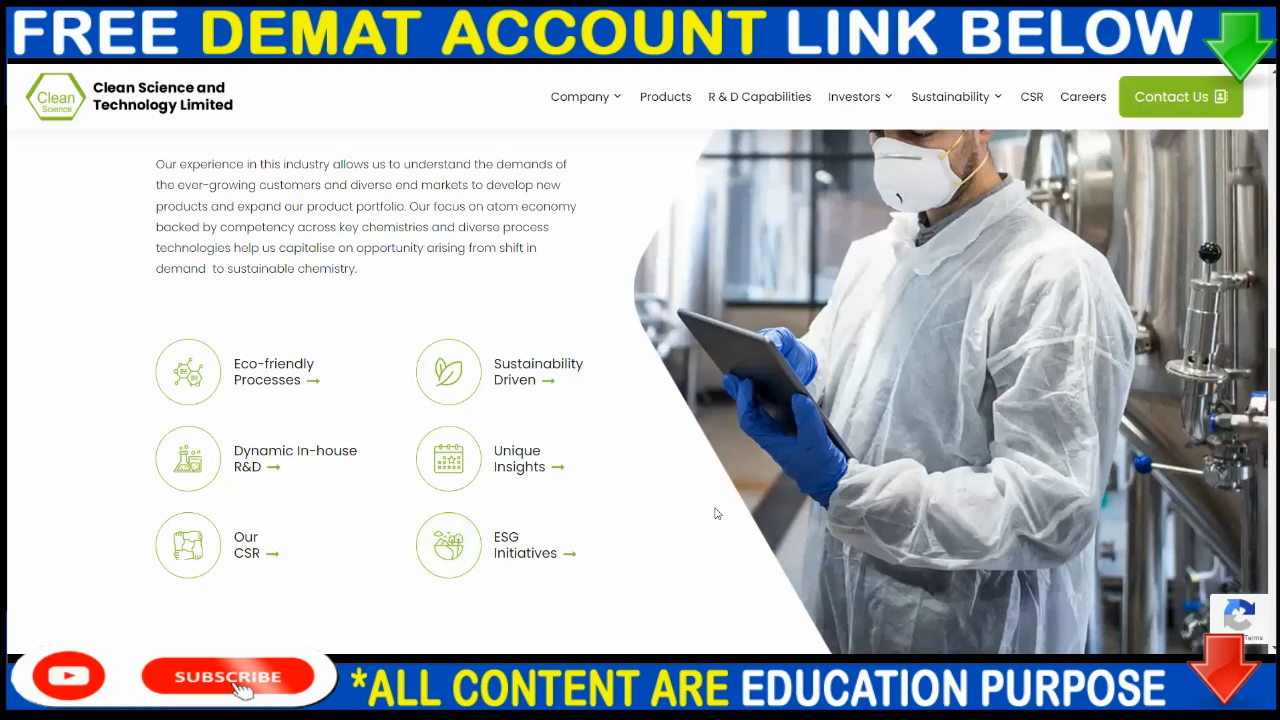 FREE DEMAT ACCOUNT LINK BELOW
Clean
Science
Clean Science and
Technology Limited
Company
Products
R & D Capabilities
Investors
Sustainability
CSR
Careers
Contact Us
Our experience in this industry allows us to understand the demands of
the ever-growing customers and diverse end markets to develop new
products and expand our product portfolio. Our focus on atom economy
backed by competency across key chemistries and diverse process
technologies help us capitalise on opportunity arising from shift in
demand to sustainable chemistry.
Eco-friendly
Processes
Sustainability
Driven
Dynamic In-house
R&D
Unique
Insights
Our
CSR
ESG
Initiatives
Terms
SUBSCRIBE
*ALL CONTENT ARE EDUCATION PURPOSE